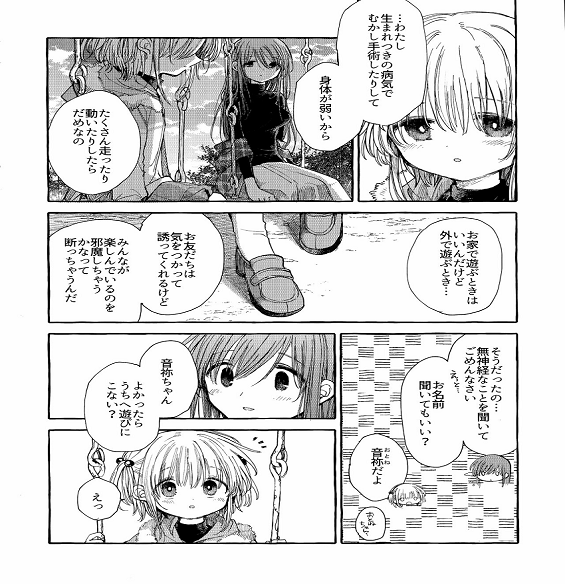 …わたし
生まれつきの病気で
むかし手術したりして
身体が弱いから
たくさん走ったり
動いたりしたら
だめなの
お家で遊ぶときは
いいんだけど
外で遊ぶとき…
お友だちは
気をつかって
誘ってくれるけど
みんなが
楽しんでいるのを
邪魔しちゃう
かなって
断っちゃうんだ
そうだったの…
無神経なことを聞いて
ごめんなさい
えっと…
お名前
聞いてもいい?
おとね
音祢だよ
音祢ちゃん
よかったら
うちへ遊びに
こない?
えっ